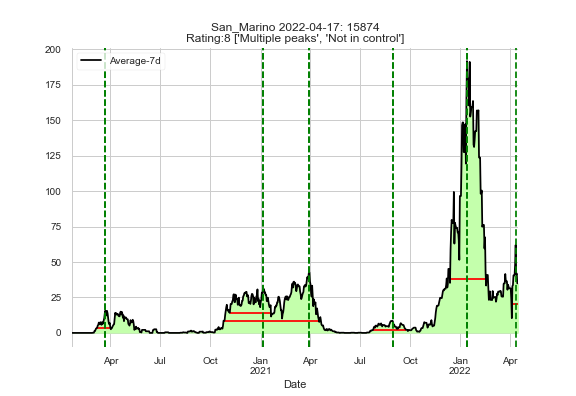 San_Marino 2022-04-17: 15874
Rating:8 ['Multiple peaks', 'Not in control']
Average-7d
200
175
150
125
100
75
50
25
0
Apr Jul Oct Jan Apr Jul Oct Jan Apr
2021 2022
Date